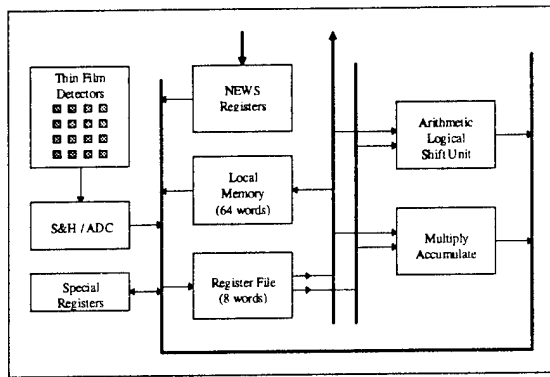 Thin Film
Detectors
S&H / ADC
Special
Registers
NEWS
Registers
Local
Memory
(64 words)
Register File
(8 words)
Arithmetic
Logical
Shift Unit
Multiply
Accumulate